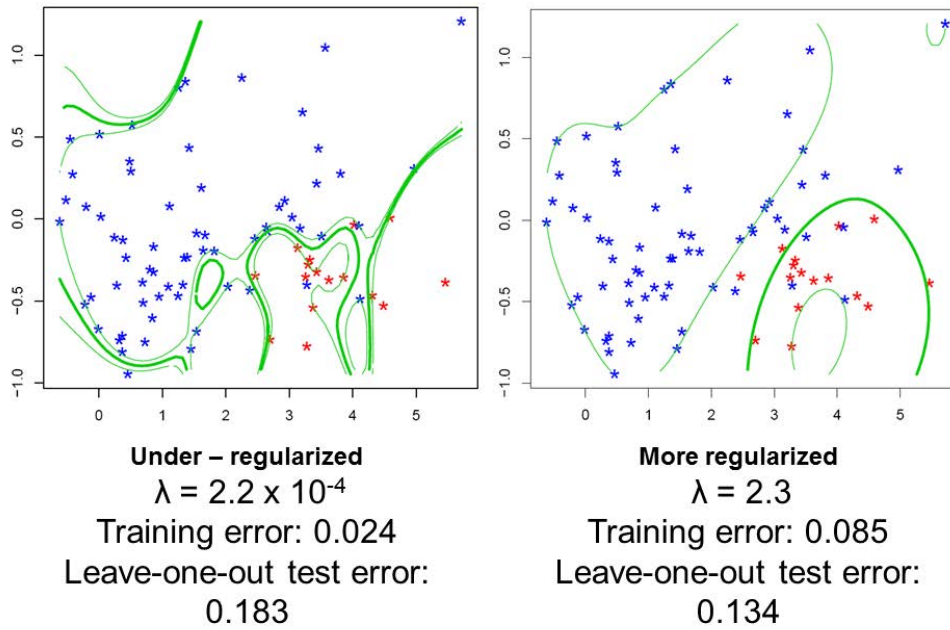 1.0
0.5
0.0
-0.5
-1.0
0 1 2 3 4 5
1.0
0.5
0.0
-0.5
-1.0
0 1 2 3 4 5
Under – regularized
λ = 2.2 x 10⁻⁴
Training error: 0.024
Leave-one-out test error:
0.183
More regularized
λ = 2.3
Training error: 0.085
Leave-one-out test error:
0.134